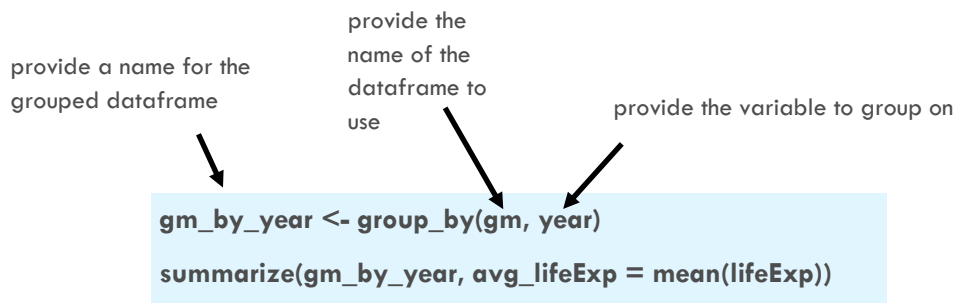 provide a name for the
grouped dataframe
provide the
name of the
dataframe to
use
provide the variable to group on
gm_by_year <- group_by(gm, year)
summarize(gm_by_year, avg_lifeExp = mean(lifeExp))